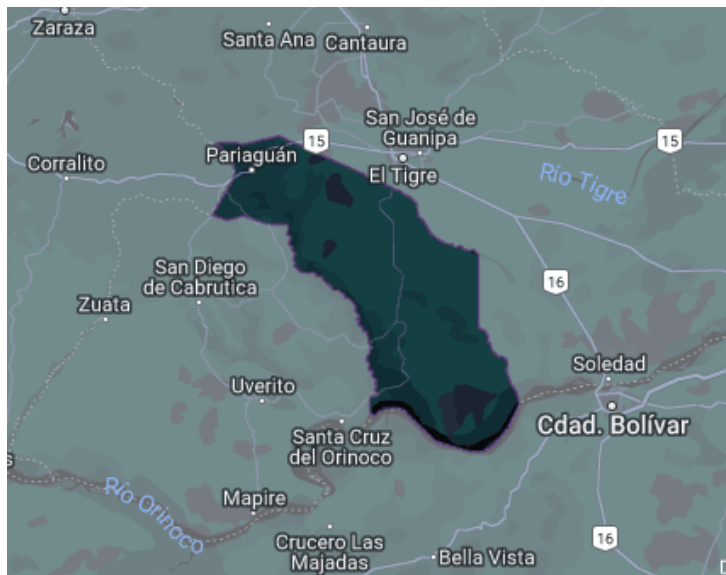 Zaraza
Santa Ana
Cantaura
San José de
Guanipa
15
15
Pariaguán
Corralito
El Tigre
Río Tigre
San Diego
de Cabrutica
16
Zuata
Soledad
Uverito
Cdad. Bolívar
Santa Cruz
del Orinoco
Río Orinoco
Mapire
16
Crucero Las
Majadas
Bella Vista